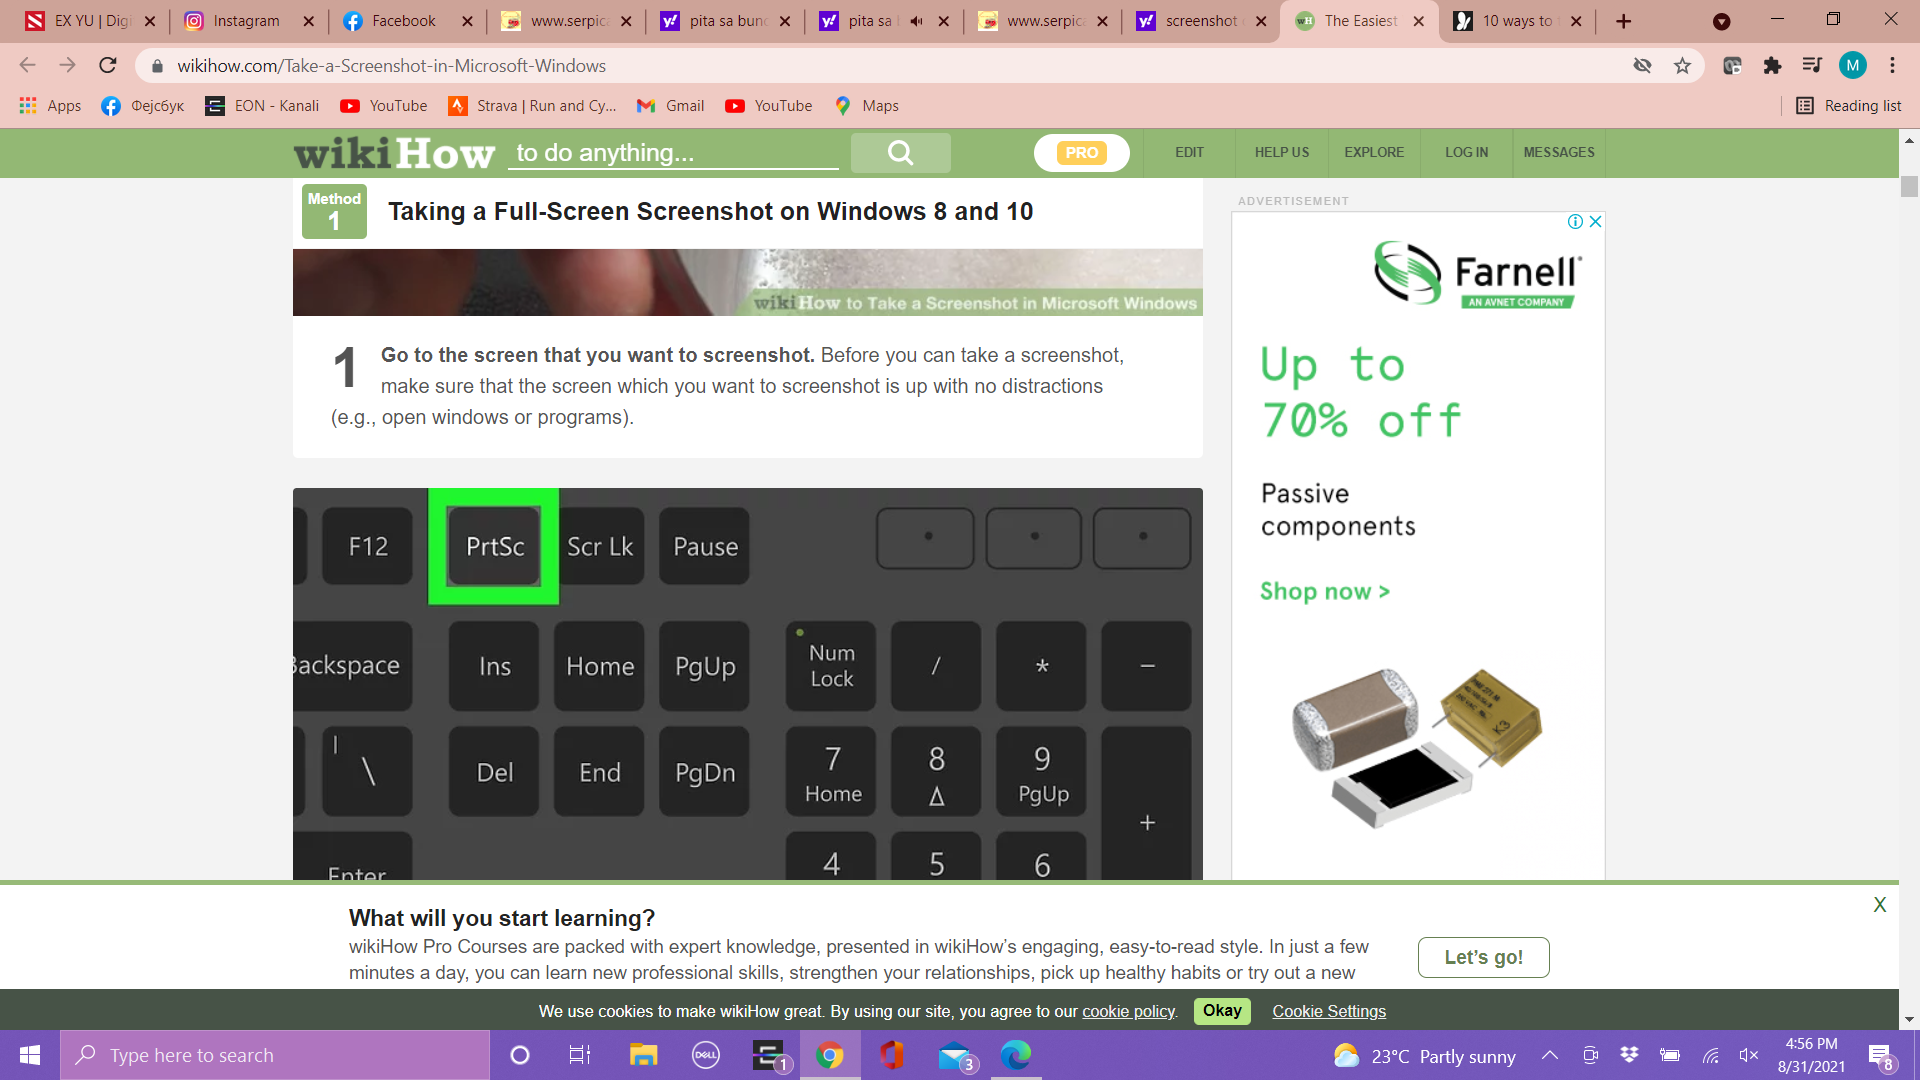 EX YU | Digi
Instagram
Facebook
www.serpica
pita sa bund
pita sa l
www.serpica
screenshot
The Easiest
10 ways to
wikihow.com/Take-a-Screenshot-in-Microsoft-Windows
M
Apps
Фејсбук
EON - Kanali
YouTube
Strava | Run and Cy...
Gmail
YouTube
Maps
Reading list
wikiHow to do anything...
PRO
EDIT
HELP US
EXPLORE
LOG IN
MESSAGES
Method
1
Taking a Full-Screen Screenshot on Windows 8 and 10
wikiHow to Take a Screenshot in Microsoft Windows
1 Go to the screen that you want to screenshot. Before you can take a screenshot,
make sure that the screen which you want to screenshot is up with no distractions
(e.g., open windows or programs).
F12
PrtSc
Scr Lk
Pause
Backspace
Ins
Home
PgUp
Num
Lock
/
*
−
|
\
Del
End
PgDn
7
Home
8
9
PgUp
+
Enter
4
5
6
ADVERTISEMENT
Farnell
AN AVNET COMPANY
Up to
70% off
Passive
components
Shop now >
K3
What will you start learning?
wikiHow Pro Courses are packed with expert knowledge, presented in wikiHow’s engaging, easy-to-read style. In just a few
minutes a day, you can learn new professional skills, strengthen your relationships, pick up healthy habits or try out a new
X
Let’s go!
We use cookies to make wikiHow great. By using our site, you agree to our cookie policy.
Okay
Cookie Settings
Type here to search
DELL
1
3
23°C Partly sunny
4:56 PM
8/31/2021
8